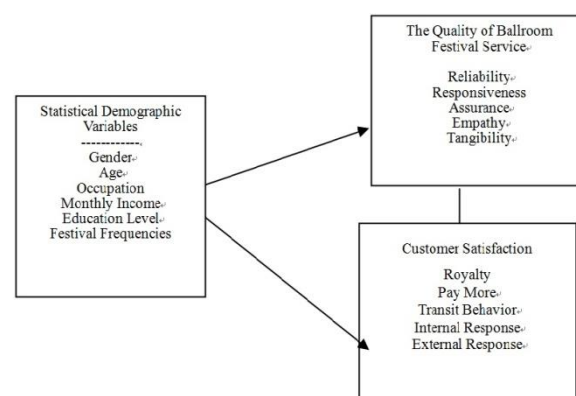 Statistical Demographic
Variables
------------
Gender
Age
Occupation
Monthly Income
Education Level
Festival Frequencies
The Quality of Ballroom
Festival Service
Reliability
Responsiveness
Assurance
Empathy
Tangibility
Customer Satisfaction
Royalty
Pay More
Transit Behavior
Internal Response
External Response